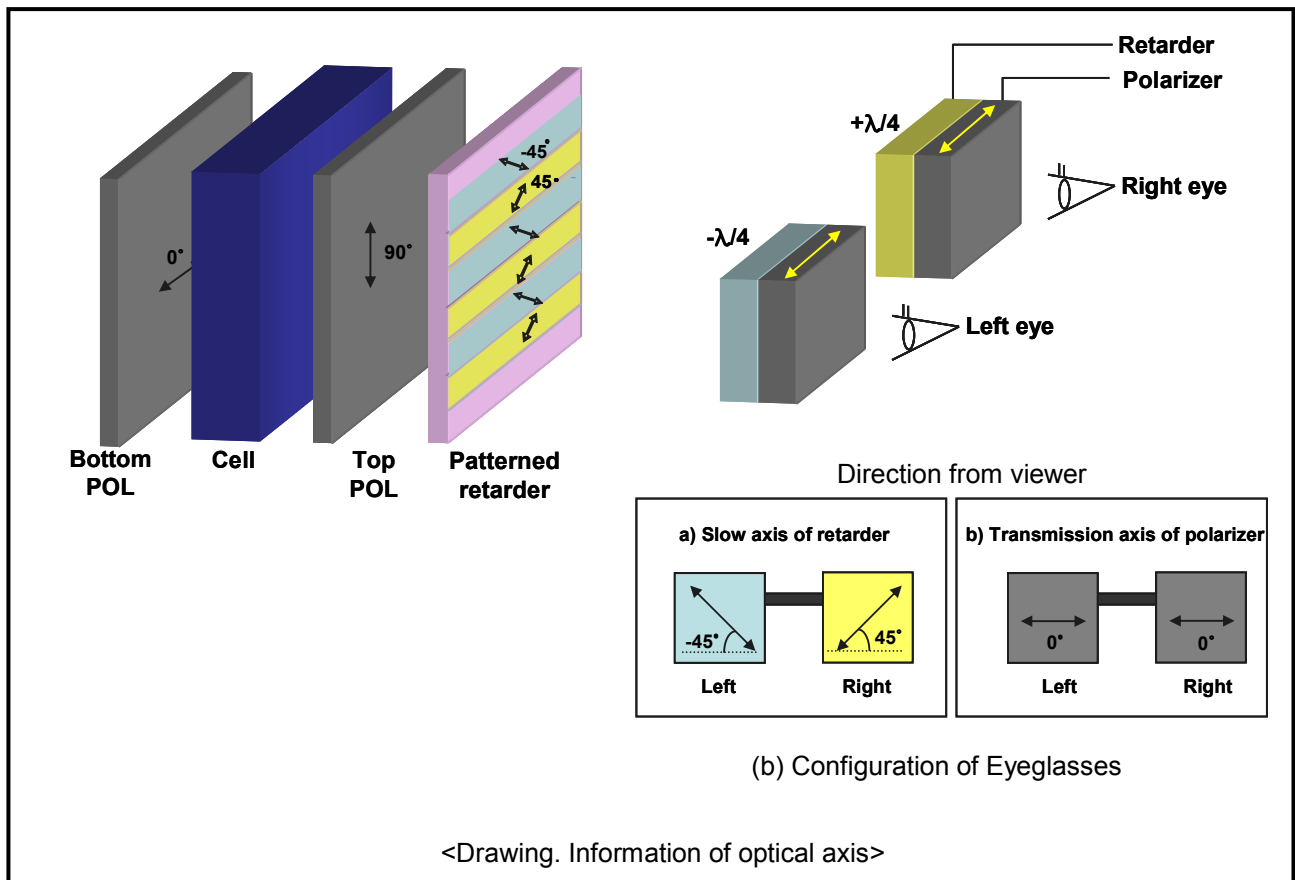 Retarder
Polarizer
+λ/4
Right eye
-λ/4
Left eye
-45°
45°
0°
90°
Bottom
POL
Cell
Top
POL
Patterned
retarder
Direction from viewer
a) Slow axis of retarder
-45°
45°
Left
Right
b) Transmission axis of polarizer
0°
0°
Left
Right
(b) Configuration of Eyeglasses
<Drawing. Information of optical axis>